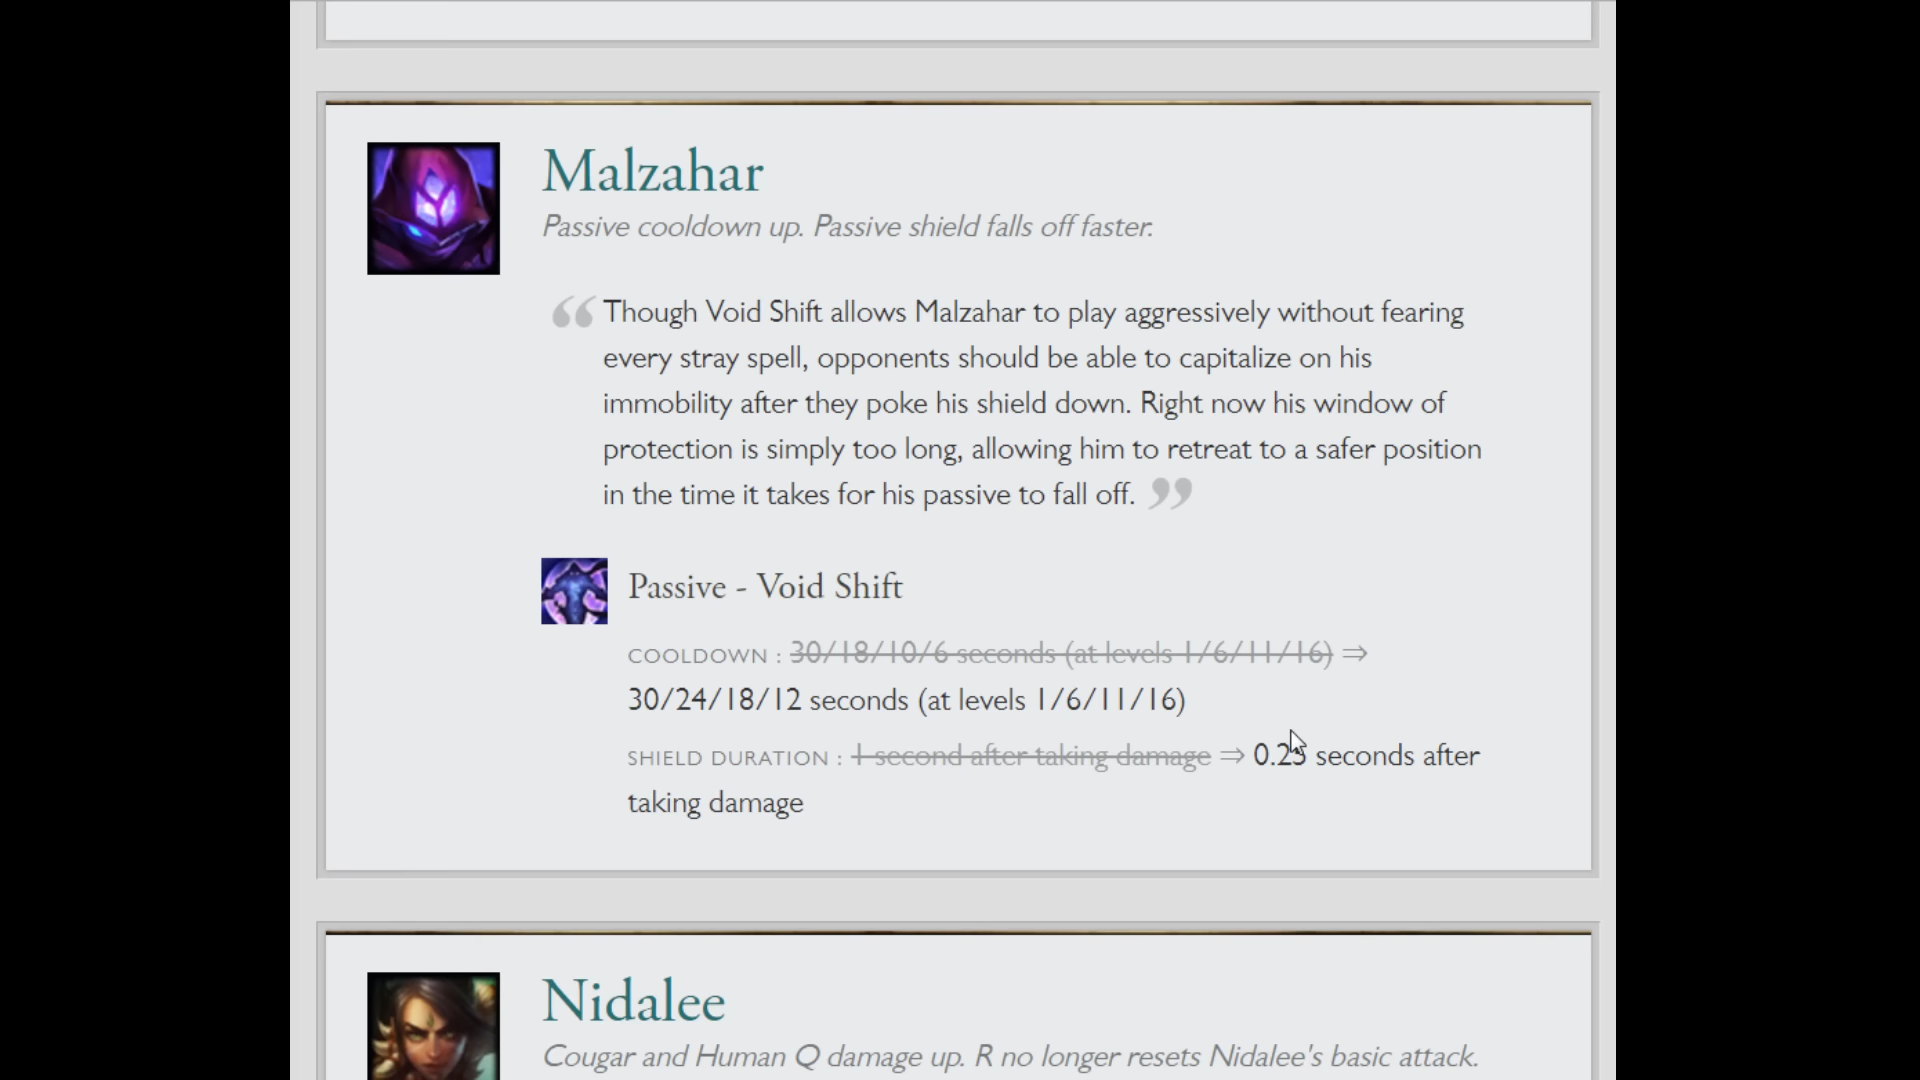 Malzahar
Passive cooldown up. Passive shield falls off faster.
“ Though Void Shift allows Malzahar to play aggressively without fearing
every stray spell, opponents should be able to capitalize on his
immobility after they poke his shield down. Right now his window of
protection is simply too long, allowing him to retreat to a safer position
in the time it takes for his passive to fall off. ”
Passive - Void Shift
COOLDOWN : 30/18/10/6 seconds (at levels 1/6/11/16) ⇒
30/24/18/12 seconds (at levels 1/6/11/16)
SHIELD DURATION : 1 second after taking damage ⇒ 0.25 seconds after
taking damage
Nidalee
Cougar and Human Q damage up. R no longer resets Nidalee's basic attack.